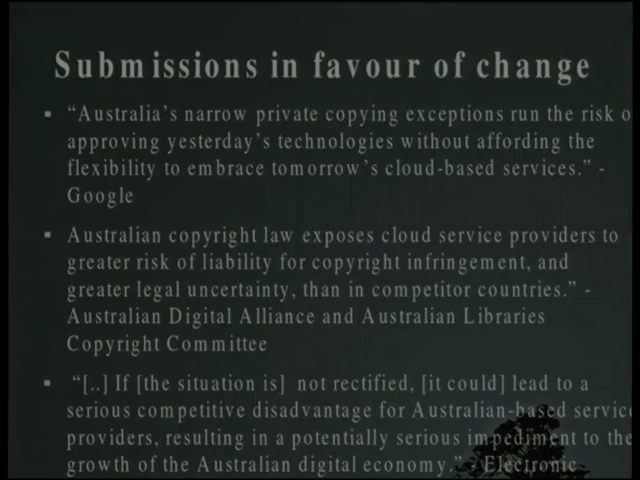 Submissions in favour of change
▪ “Australia’s narrow private copying exceptions run the risk o
approving yesterday’s technologies without affording the
flexibility to embrace tomorrow’s cloud-based services.” -
Google
▪ Australian copyright law exposes cloud service providers to
greater risk of liability for copyright infringement, and
greater legal uncertainty, than in competitor countries.” -
Australian Digital Alliance and Australian Libraries
Copyright Committee
▪ “[..] If [the situation is] not rectified, [it could] lead to a
serious competitive disadvantage for Australian-based servic
providers, resulting in a potentially serious impediment to the
growth of the Australian digital economy.” - Electronic